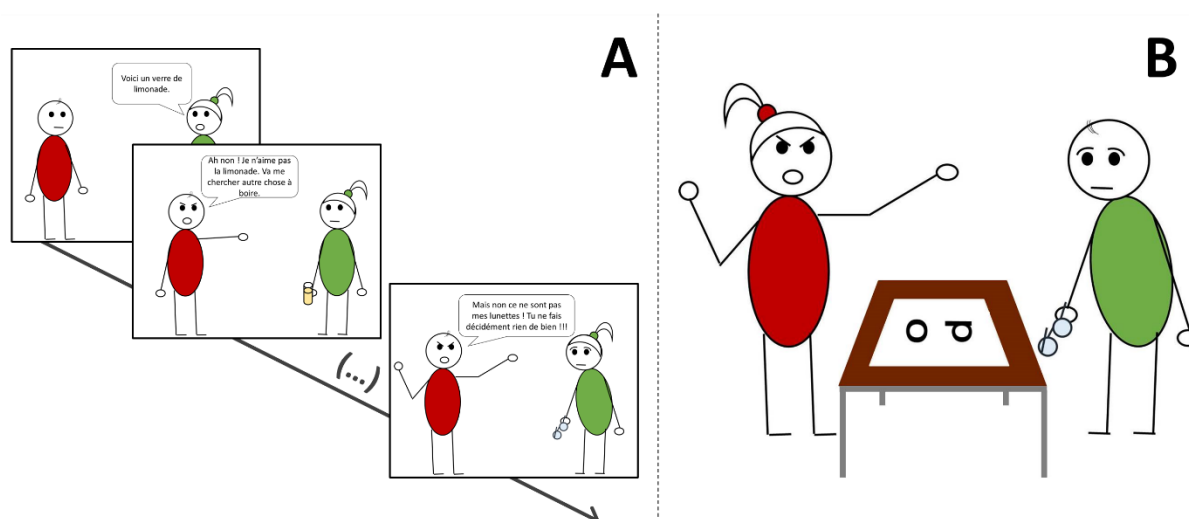 A
Voici un verre de
limonade.
Ah non ! Je n'aime pas
la limonade. Va me
chercher autre chose à
boire.
(...)
Mais non ce ne sont pas
mes lunettes ! Tu ne fais
décidément rien de bien !!!
B
o d